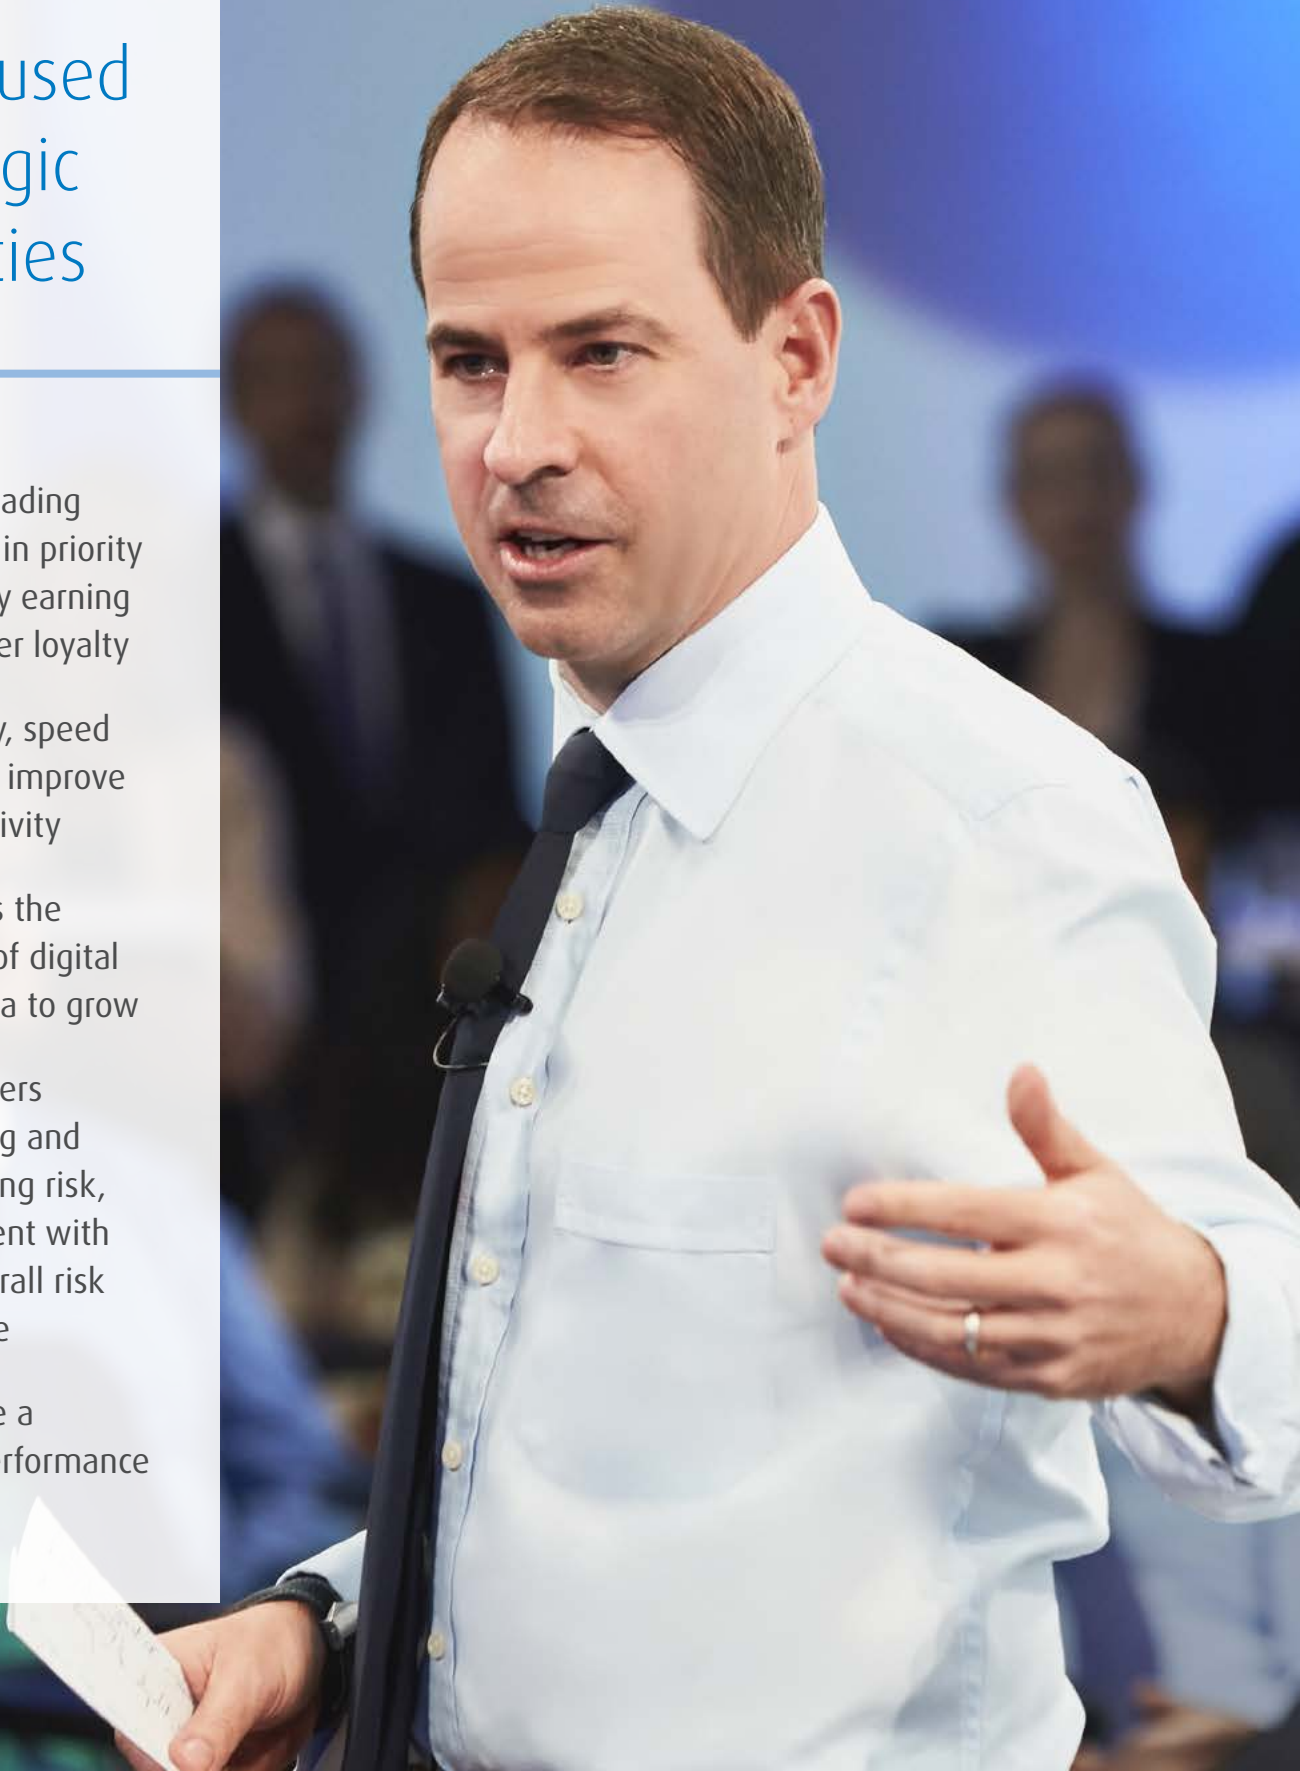 used
gic
ties
ading
in priority
y earning
er loyalty
y, speed
improve
ivity
s the
of digital
a to grow
ers
g and
ng risk,
ent with
rall risk
e
e a
erformance